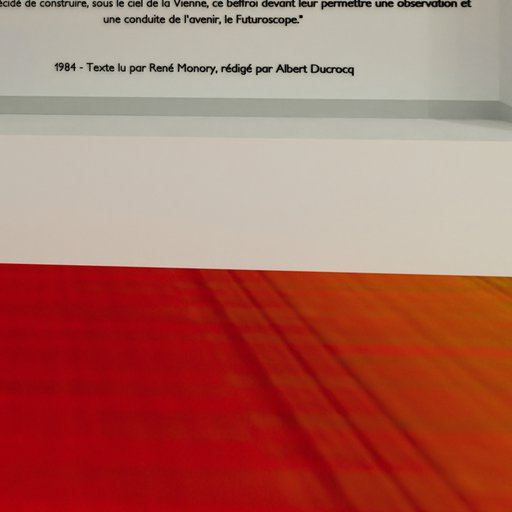 décidé de construire, sous le ciel de la Vienne, ce beffroi devant leur permettre une observation et
une conduite de l'avenir, le Futuroscope."
1984 - Texte lu par René Monory, rédigé par Albert Ducrocq